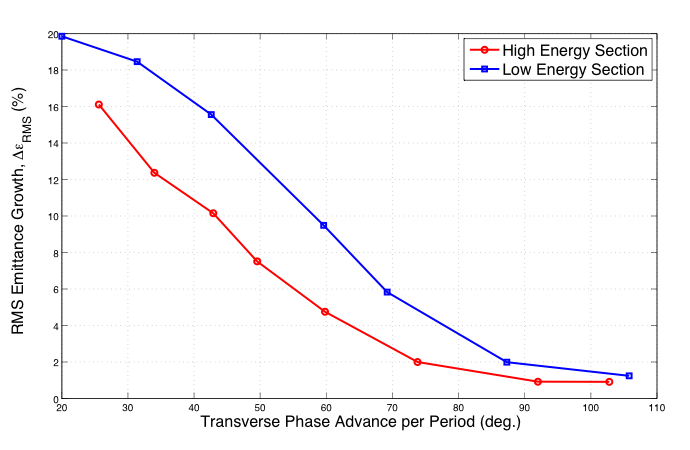 High Energy Section
Low Energy Section
RMS Emittance Growth, Δε_RMS (%)
20
18
16
14
12
10
8
6
4
2
0
20 30 40 50 60 70 80 90 100 110
Transverse Phase Advance per Period (deg.)